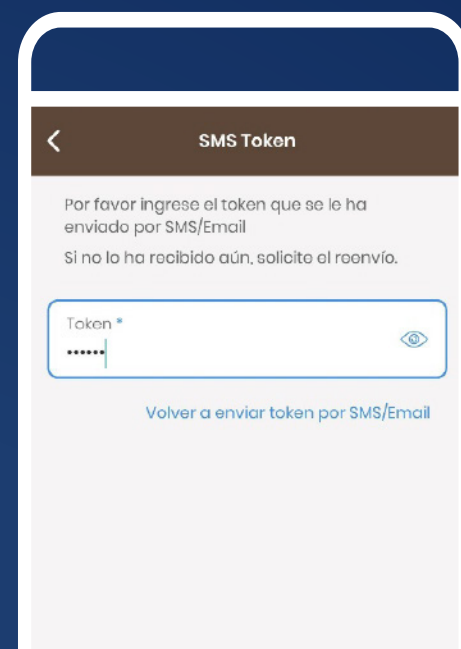 SMS Token
Por favor ingrese el token que se le ha
enviado por SMS/Email
Si no lo ha recibido aún, solicite el reenvío.
Token *
••••••
Volver a enviar token por SMS/Email